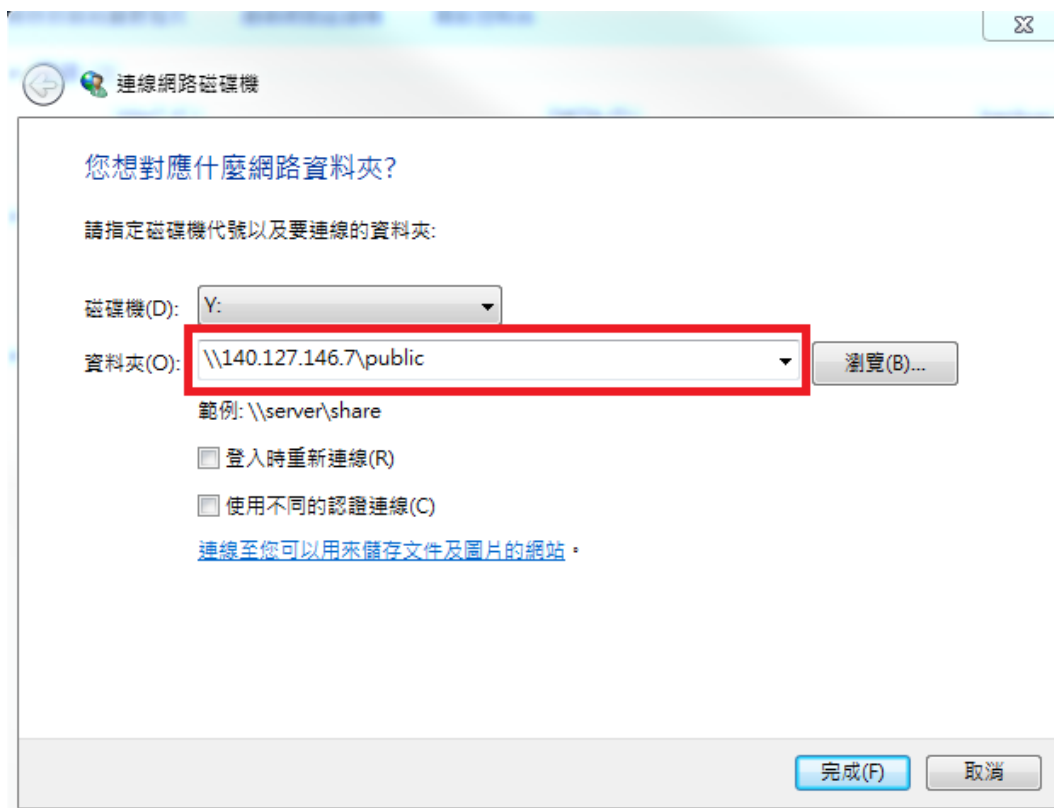 連線網路磁碟機
您想對應什麼網路資料夾?
請指定磁碟機代號以及要連線的資料夾:
磁碟機(D): Y:
資料夾(O): \\140.127.146.7\public 瀏覽(B)...
範例: \\server\share
登入時重新連線(R)
使用不同的認證連線(C)
連線至您可以用來儲存文件及圖片的網站。
完成(F) 取消